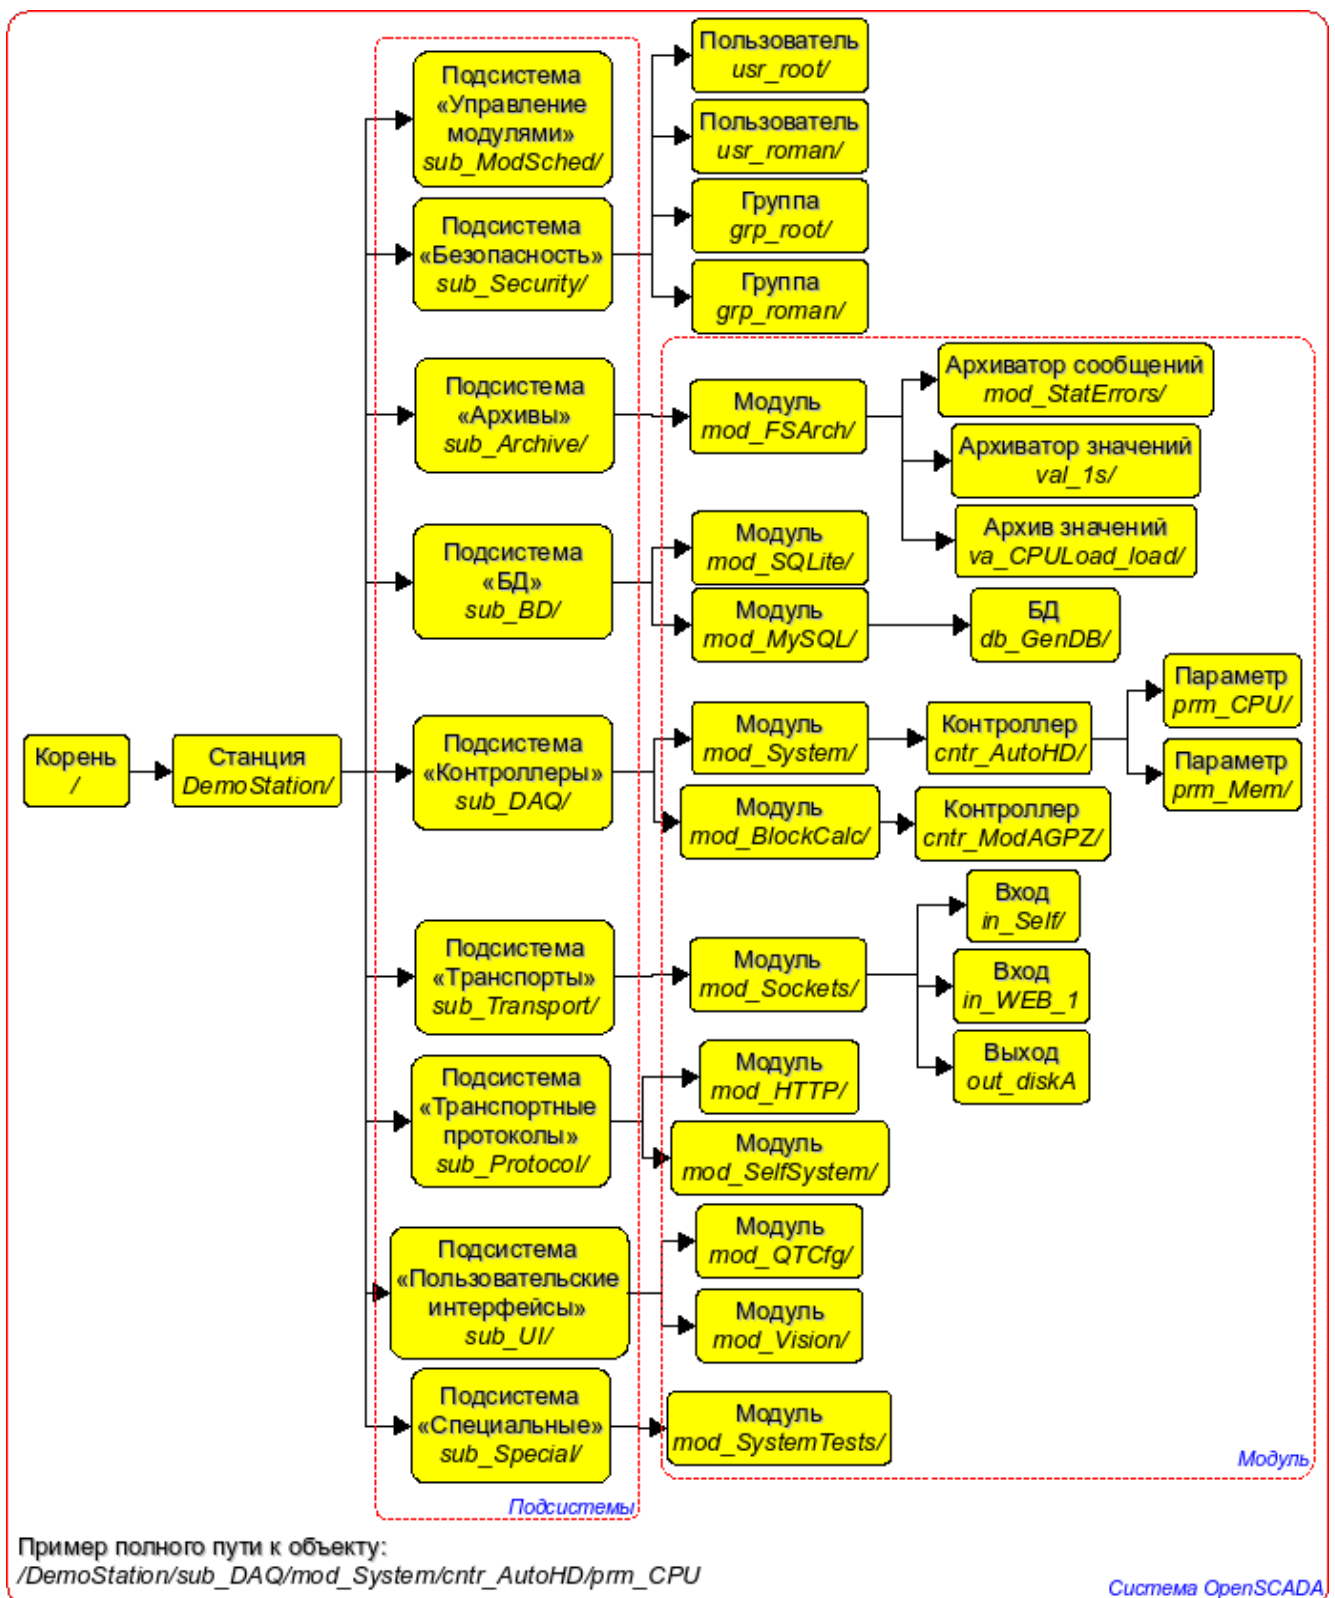 Корень
/
Станция
DemoStation/
Подсистема
«Управление
модулями»
sub_ModSched/
Подсистема
«Безопасность»
sub_Security/
Пользователь
usr_root/
Пользователь
usr_roman/
Группа
grp_root/
Группа
grp_roman/
Подсистема
«Архивы»
sub_Archive/
Модуль
mod_FSArch/
Архиватор сообщений
mod_StatErrors/
Архиватор значений
val_1s/
Архив значений
va_CPULoad_load/
Подсистема
«БД»
sub_BD/
Модуль
mod_SQLite/
Модуль
mod_MySQL/
БД
db_GenDB/
Подсистема
«Контроллеры»
sub_DAQ/
Модуль
mod_System/
Контроллер
cntr_AutoHD/
Параметр
prm_CPU/
Параметр
prm_Mem/
Модуль
mod_BlockCalc/
Контроллер
cntr_ModAGPZ/
Подсистема
«Транспорты»
sub_Transport/
Модуль
mod_Sockets/
Вход
in_Self/
Вход
in_WEB_1
Выход
out_diskA
Подсистема
«Транспортные
протоколы»
sub_Protocol/
Модуль
mod_HTTP/
Модуль
mod_SelfSystem/
Подсистема
«Пользовательские
интерфейсы»
sub_UI/
Модуль
mod_QTCfg/
Модуль
mod_Vision/
Подсистема
«Специальные»
sub_Special/
Модуль
mod_SystemTests/
Модуль
Подсистемы
Пример полного пути к объекту:
/DemoStation/sub_DAQ/mod_System/cntr_AutoHD/prm_CPU
Система OpenSCADA